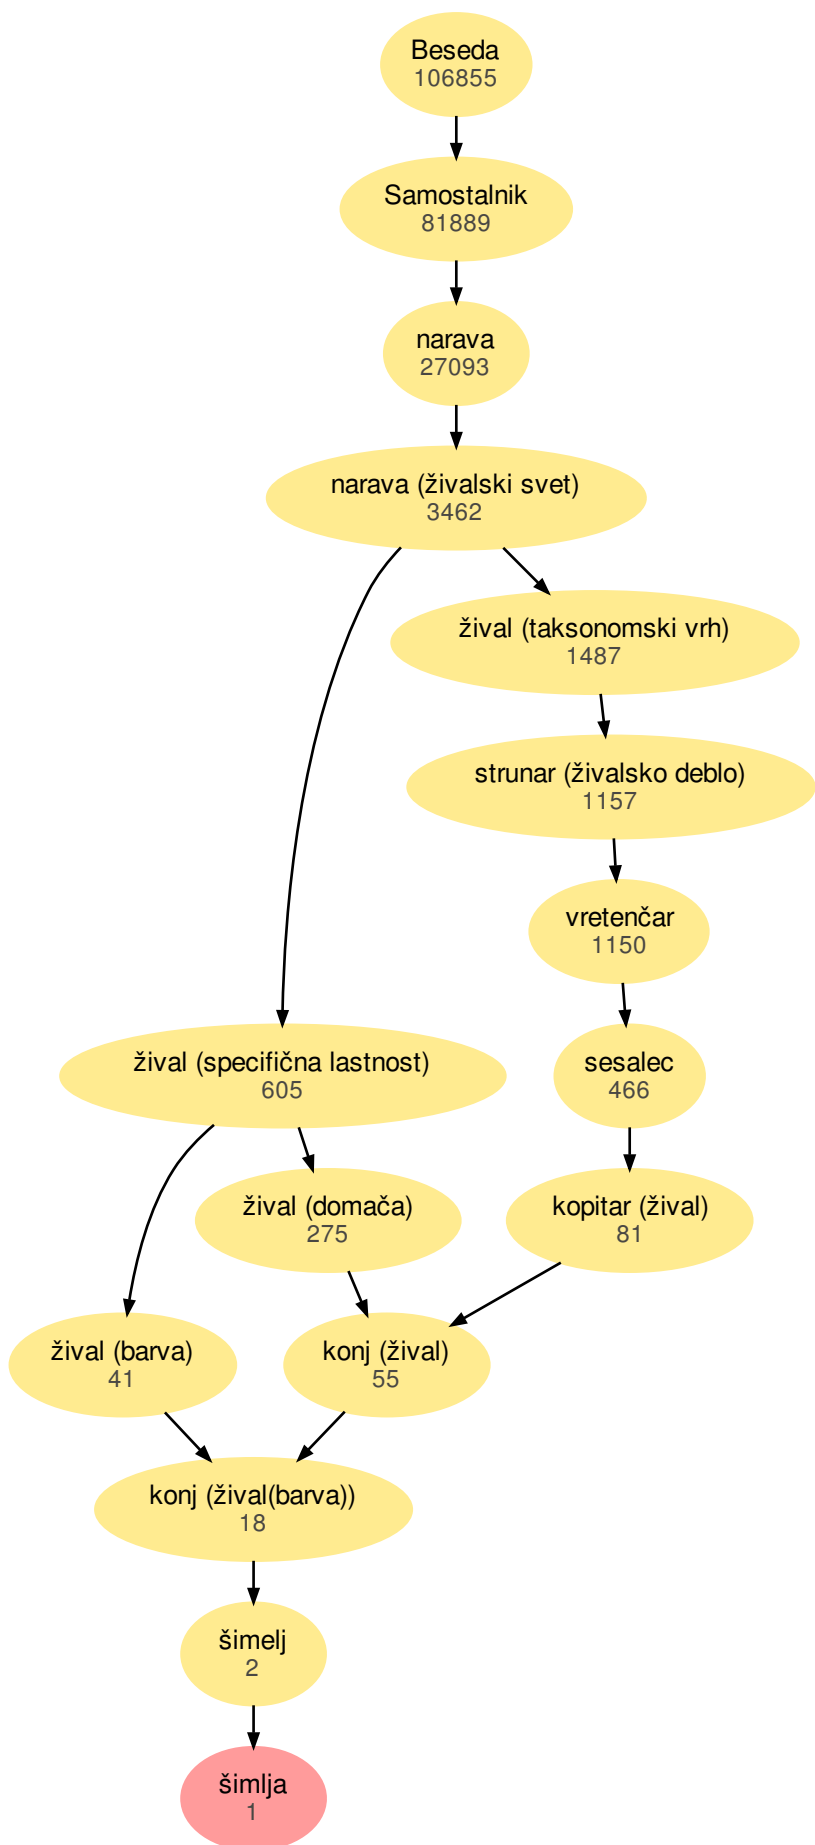 Beseda
106855
Samostalnik
81889
narava
27093
narava (živalski svet)
3462
žival (taksonomski vrh)
1487
strunar (živalsko deblo)
1157
vretenčar
1150
žival (specifična lastnost)
605
sesalec
466
žival (domača)
275
kopitar (žival)
81
žival (barva)
41
konj (žival)
55
konj (žival(barva))
18
šimelj
2
šimlja
1